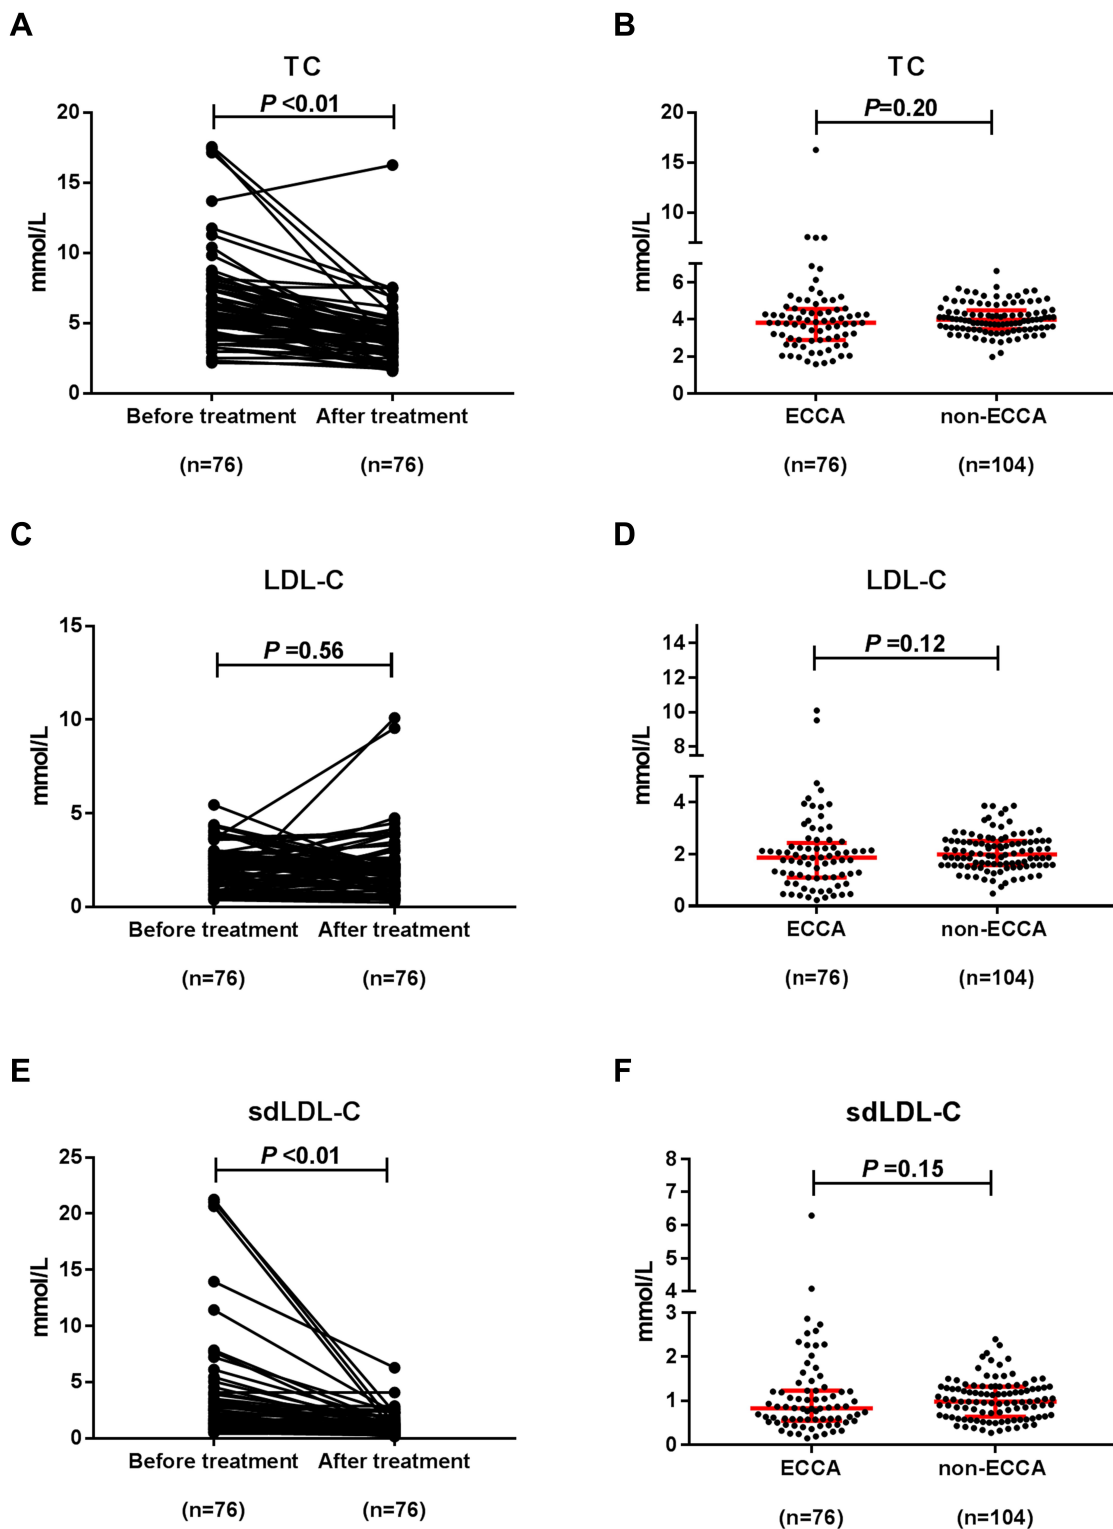 A
TC
P <0.01
20
15
10
5
0
mmol/L
Before treatment After treatment
(n=76) (n=76)
B
TC
P=0.20
20
15
10
6
4
2
0
mmol/L
ECCA non-ECCA
(n=76) (n=104)
C
LDL-C
P =0.56
15
10
5
0
mmol/L
Before treatment After treatment
(n=76) (n=76)
D
LDL-C
P =0.12
14
12
10
8
4
2
0
mmol/L
ECCA non-ECCA
(n=76) (n=104)
E
sdLDL-C
P <0.01
25
20
15
10
5
0
mmol/L
Before treatment After treatment
(n=76) (n=76)
F
sdLDL-C
P =0.15
8
7
6
5
4
3
2
1
0
mmol/L
ECCA non-ECCA
(n=76) (n=104)